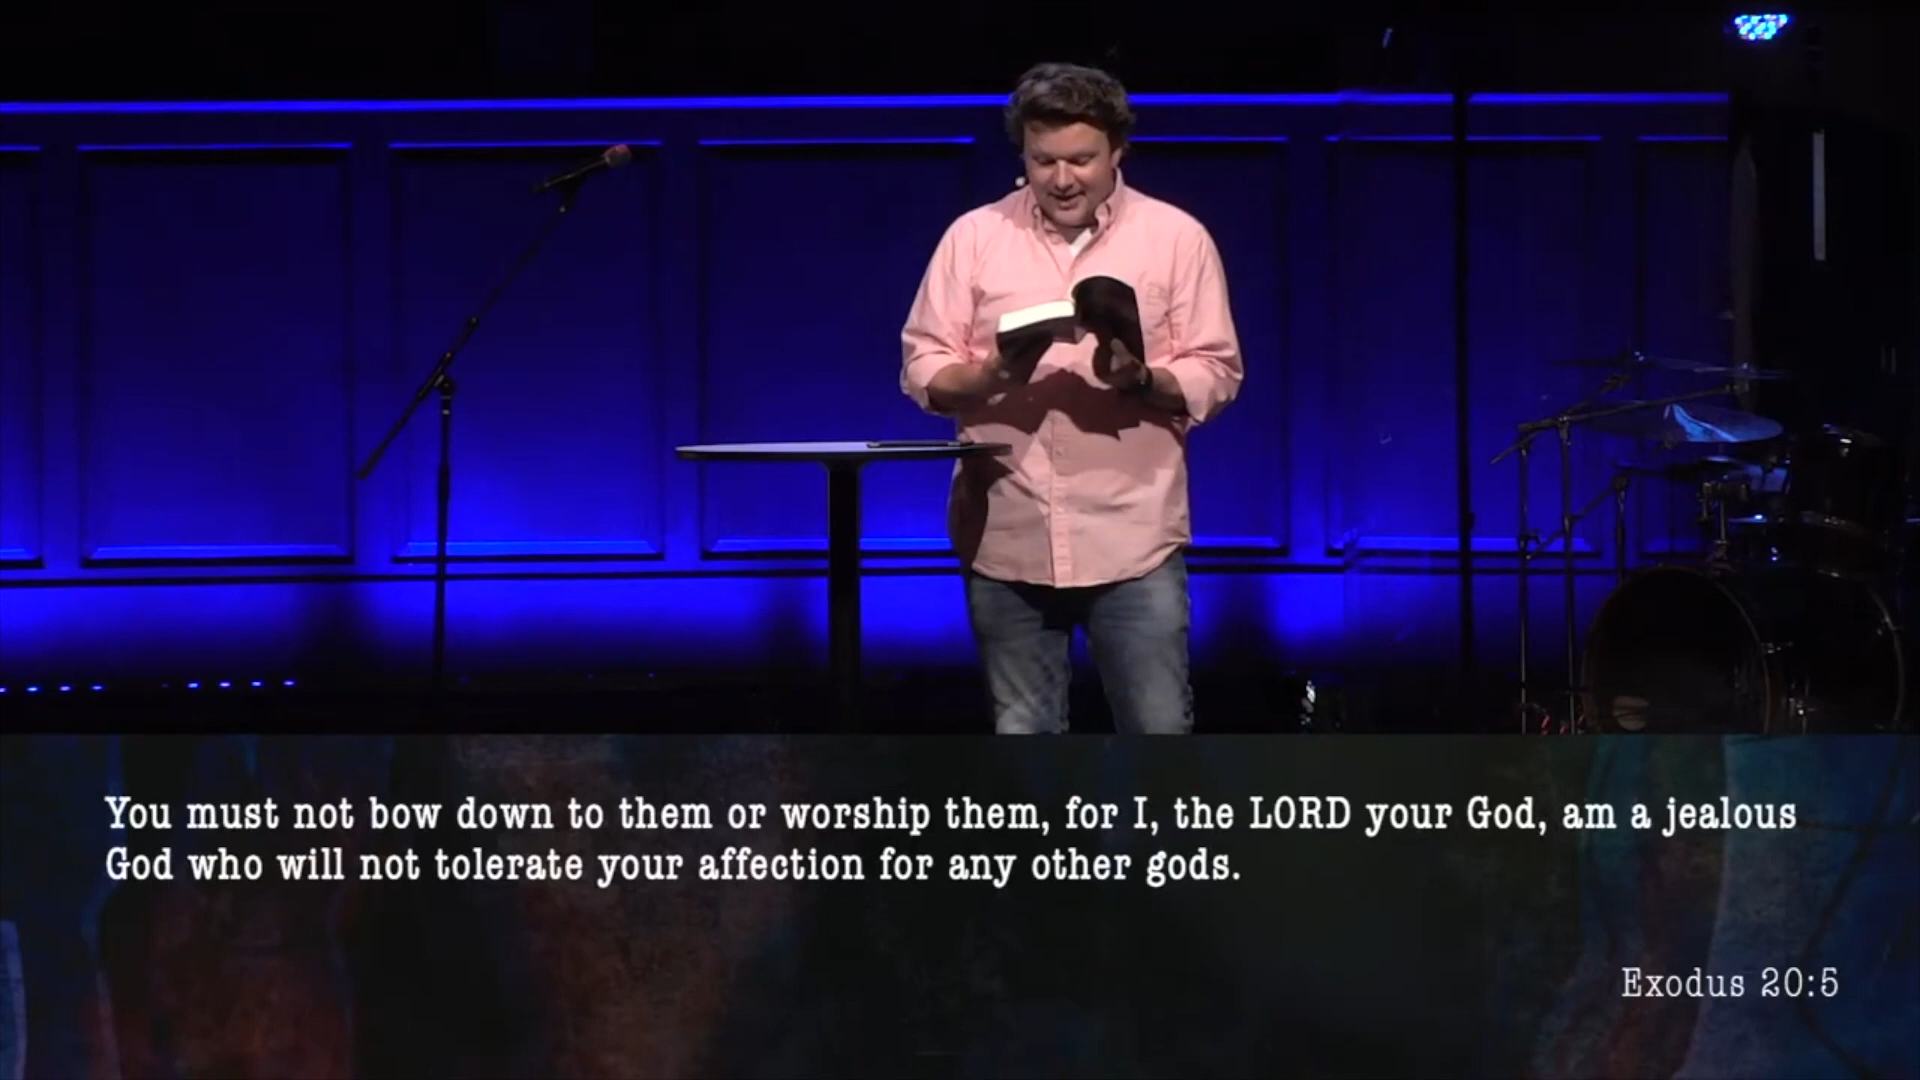 You must not bow down to them or worship them, for I, the LORD your God, am a jealous
God who will not tolerate your affection for any other gods.
Exodus 20:5